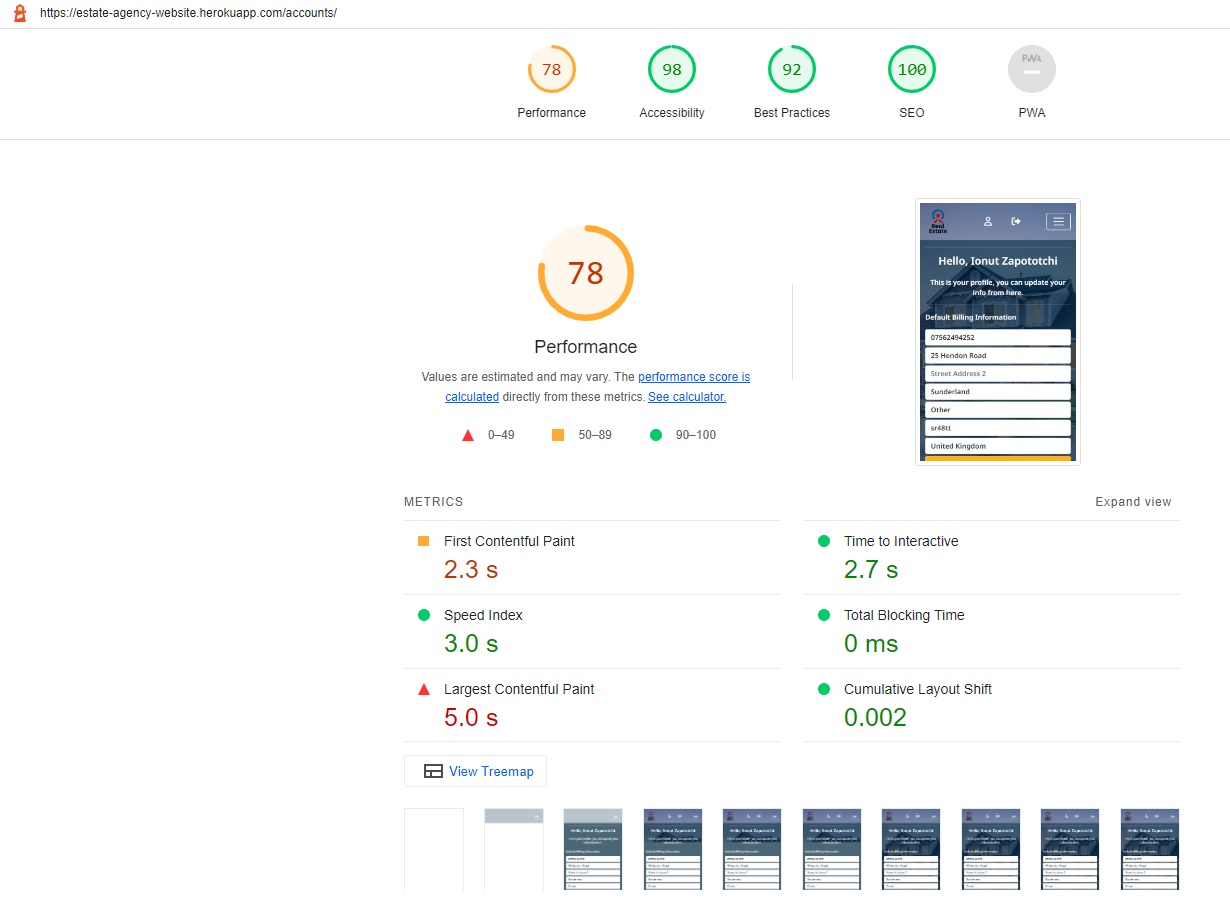 https://estate-agency-website.herokuapp.com/accounts/
78
98
92
100
PWA
Performance
Accessibility
Best Practices
SEO
PWA
78
Performance
Values are estimated and may vary. The performance score is
calculated directly from these metrics. See calculator.
0–49
50–89
90–100
Real
Estate
Hello, Ionut Zapototchi
This is your profile, you can update your
info from here.
Default Billing Information
07562494252
25 Hendon Road
Street Address 2
Sunderland
Other
sr48tt
United Kingdom
METRICS
Expand view
First Contentful Paint
2.3 s
Time to Interactive
2.7 s
Speed Index
3.0 s
Total Blocking Time
0 ms
Largest Contentful Paint
5.0 s
Cumulative Layout Shift
0.002
View Treemap
Hello, Ionut Zapototchi
Hello, Ionut Zapototchi
Hello, Ionut Zapototchi
Hello, Ionut Zapototchi
Hello, Ionut Zapototchi
Hello, Ionut Zapototchi
Hello, Ionut Zapototchi
Hello, Ionut Zapototchi